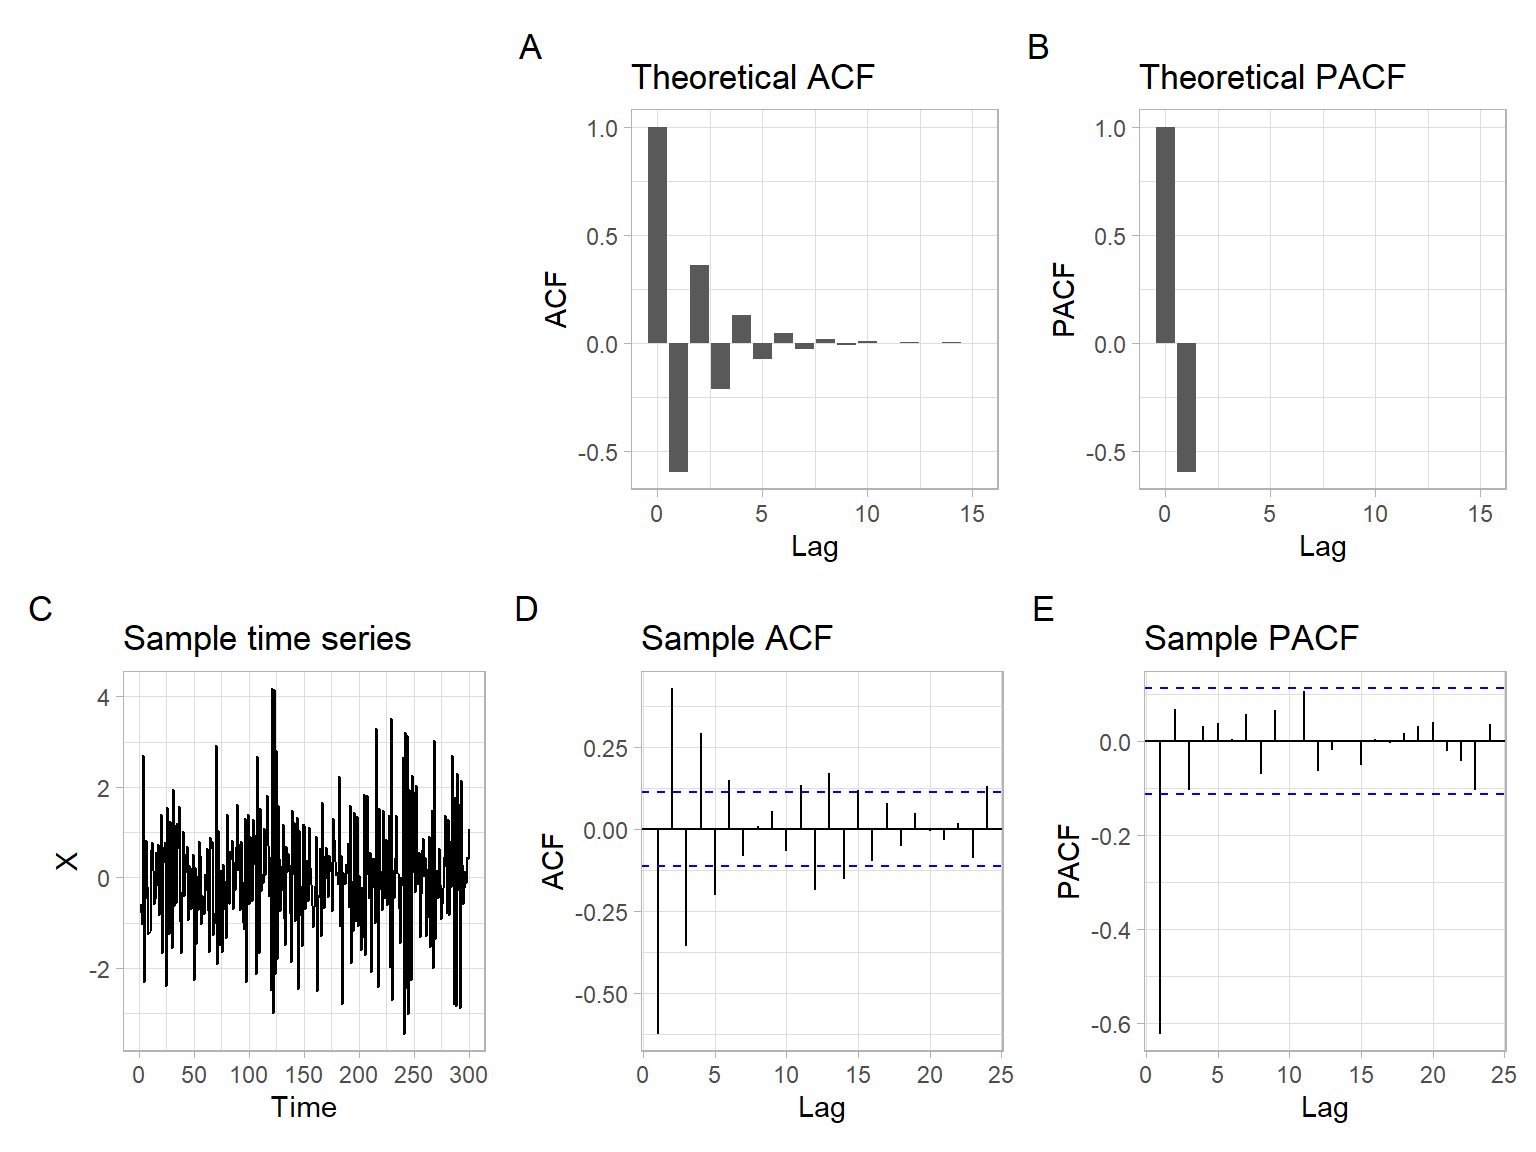 A
Theoretical ACF
1.0
0.5
0.0
-0.5
ACF
0
5
10
15
Lag
B
Theoretical PACF
1.0
0.5
0.0
-0.5
PACF
0
5
10
15
Lag
C
Sample time series
4
2
0
-2
X
0
50
100
150
200
250
300
Time
D
Sample ACF
0.25
0.00
-0.25
-0.50
ACF
0
5
10
15
20
25
Lag
E
Sample PACF
0.0
-0.2
-0.4
-0.6
PACF
0
5
10
15
20
25
Lag